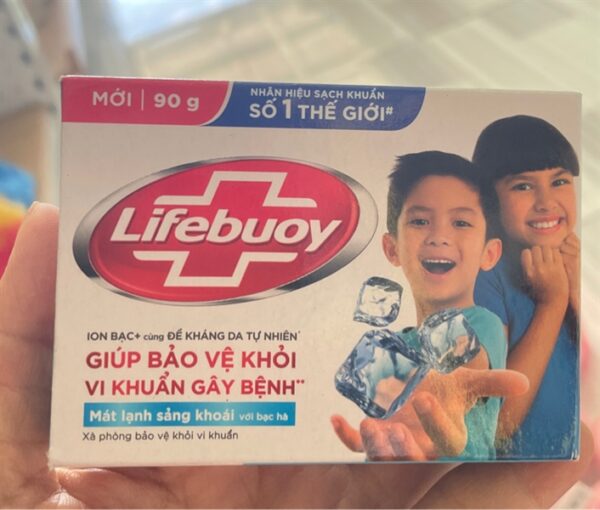 MỚI | 90 g
NHÃN HIỆU SẠCH KHUẨN
SỐ 1 THẾ GIỚI#
Lifebuoy
ION BẠC+ cùng ĐỀ KHÁNG DA TỰ NHIÊN*
GIÚP BẢO VỆ KHỎI
VI KHUẨN GÂY BỆNH**
Mát lạnh sảng khoái với bạc hà
Xà phòng bảo vệ khỏi vi khuẩn